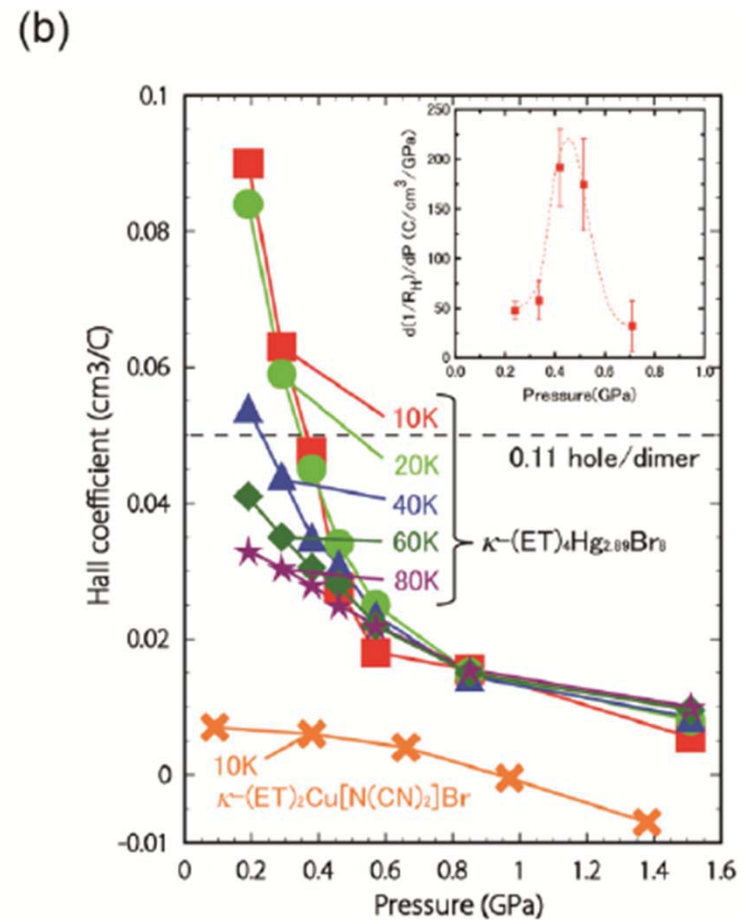 (b)
0.1
0.08
0.06
0.04
0.02
0
-0.01
Hall coefficient (cm3/C)
0 0.2 0.4 0.6 0.8 1 1.2 1.4 1.6
Pressure (GPa)
250
200
150
100
50
0
d(1/R_H)/dP (C/cm³/GPa)
0.0 0.2 0.4 0.6 0.8 1.0
Pressure(GPa)
10K
20K
40K
60K
80K
0.11 hole/dimer
κ-(ET)₄Hg₂.₈₉Br₈
10K
κ-(ET)₂Cu[N(CN)₂]Br